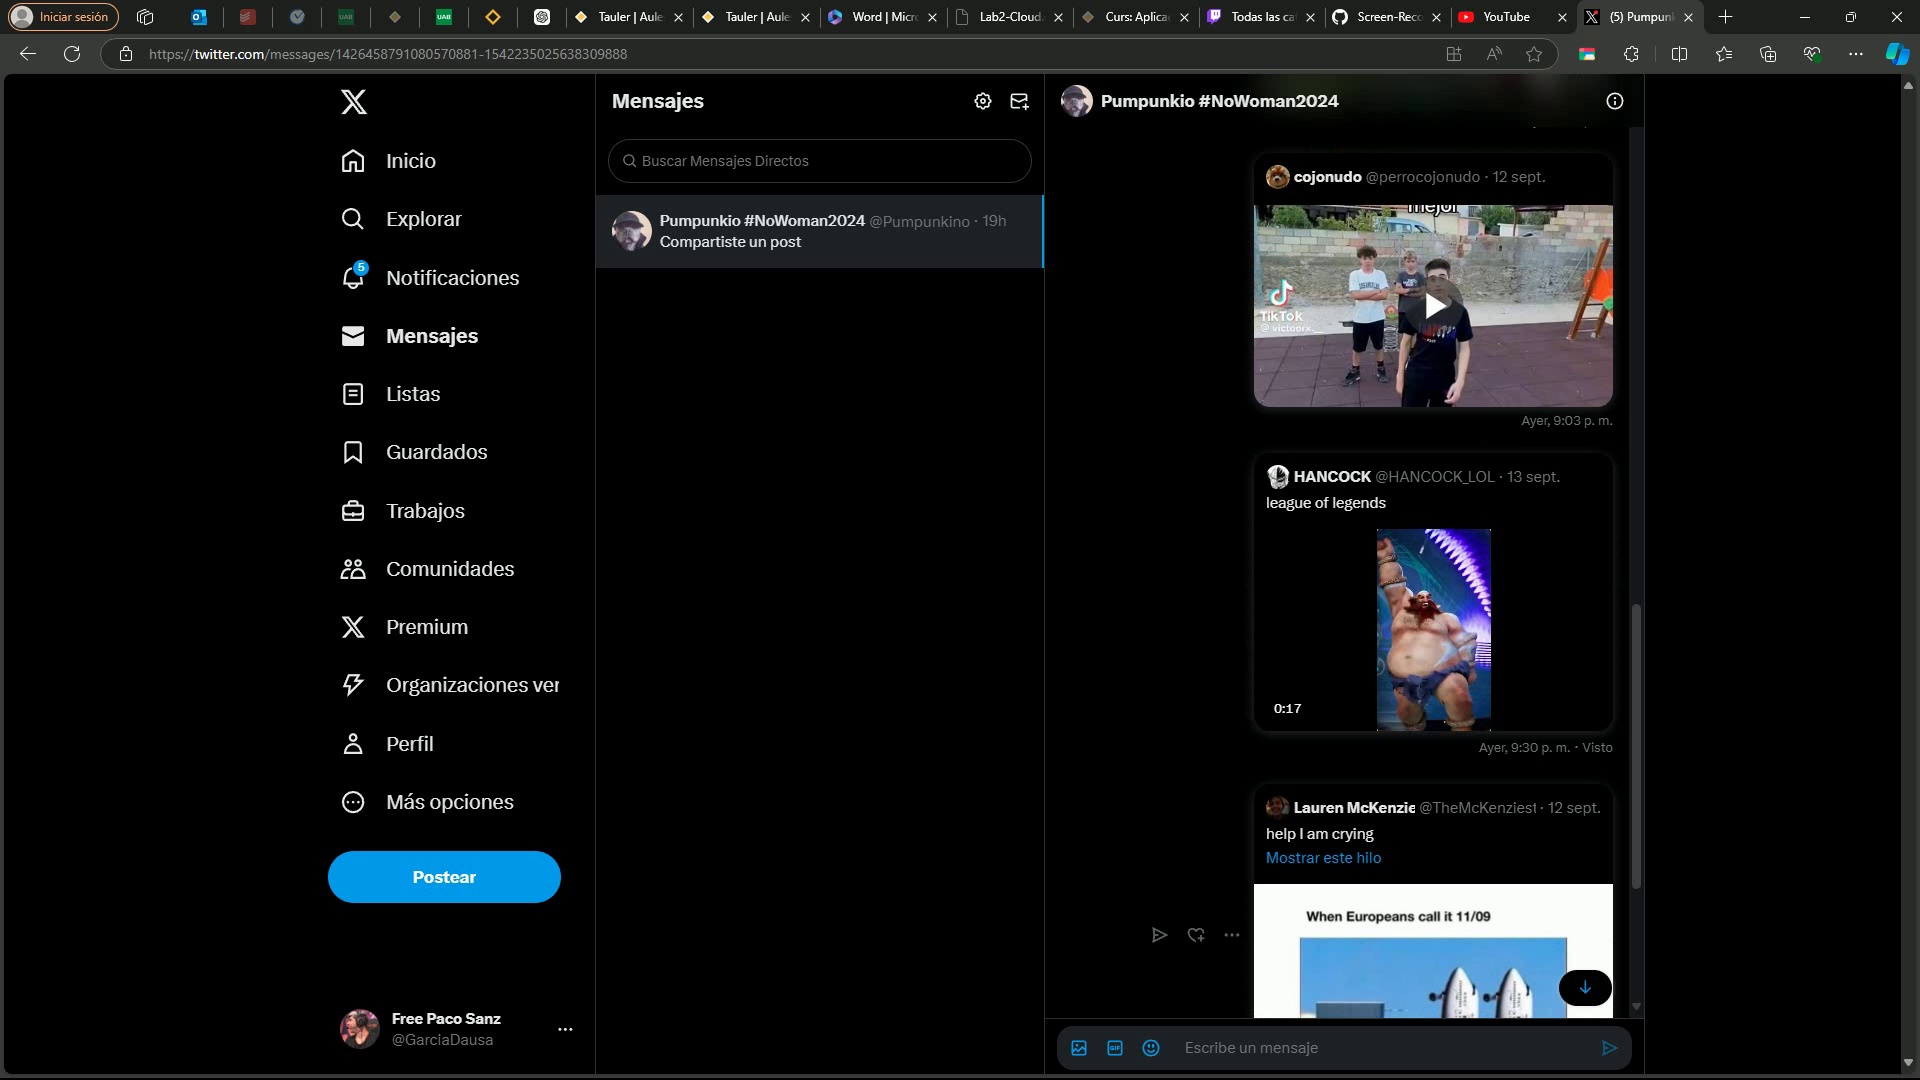 Iniciar sesión
Tauler | Aule
Tauler | Aule
Word | Micr
Lab2-Cloud.
Curs: Aplica
Todas las ca
Screen-Reco
YouTube
(5) Pumpun
https://twitter.com/messages/1426458791080570881-1542235025638309888
Inicio
Explorar
5
Notificaciones
Mensajes
Listas
Guardados
Trabajos
Comunidades
Premium
Organizaciones ver
Perfil
Más opciones
Postear
Free Paco Sanz
@GarciaDausa
Mensajes
Buscar Mensajes Directos
Pumpunkio #NoWoman2024 @Pumpunkino · 19h
Compartiste un post
Pumpunkio #NoWoman2024
cojonudo @perrocojonudo · 12 sept.
mejor
TikTok
Ayer, 9:03 p. m.
HANCOCK @HANCOCK_LOL · 13 sept.
league of legends
0:17
Ayer, 9:30 p. m. · Visto
Lauren McKenzie @TheMcKenziest · 12 sept.
help I am crying
Mostrar este hilo
When Europeans call it 11/09
GIF
Escribe un mensaje